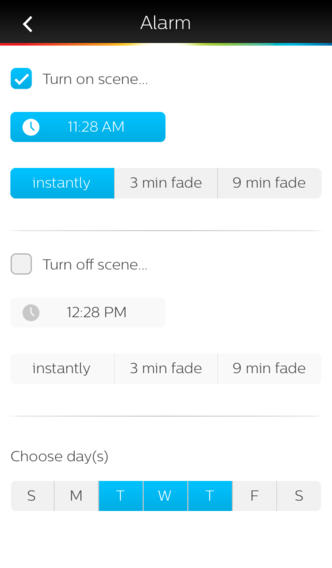 Alarm
Turn on scene...
11:28 AM
instantly 3 min fade 9 min fade
Turn off scene...
12:28 PM
instantly 3 min fade 9 min fade
Choose day(s)
S M T W T F S